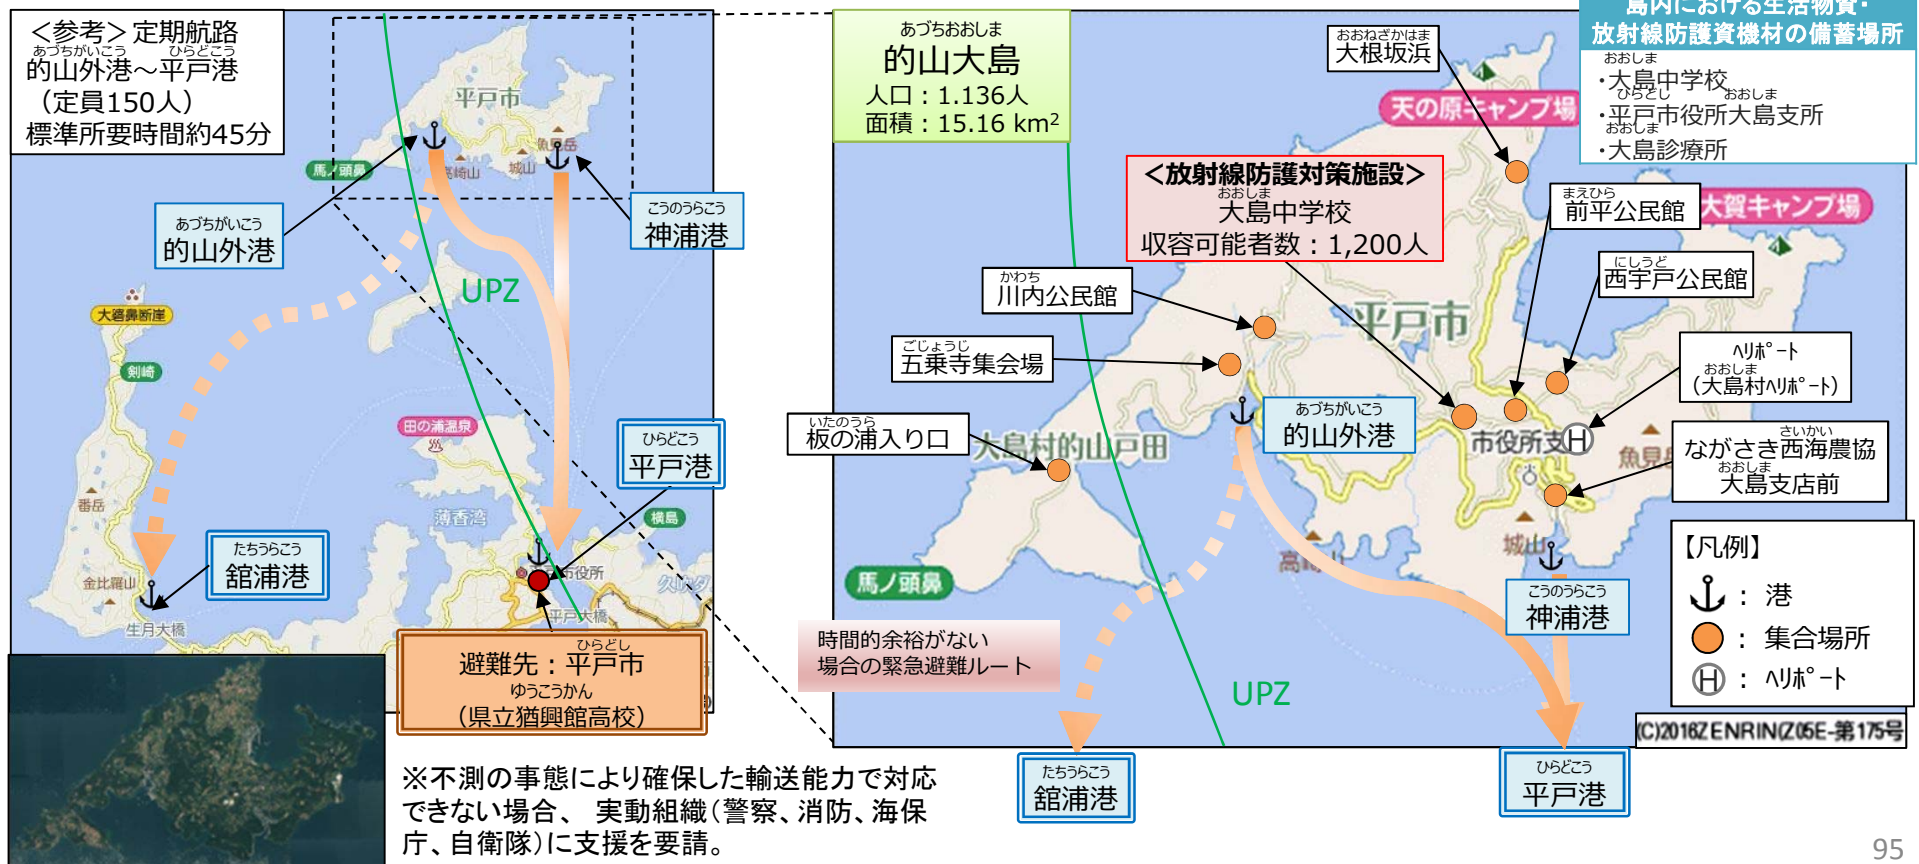 <参考> 定期航路
あづちがいこう ひらどこう
的山外港～平戸港
（定員150人）
標準所要時間約45分
平戸市
魚見岳
馬ノ頭鼻
高崎山
城山
あづちがいこう
的山外港
こうのうらこう
神浦港
UPZ
大碆鼻断崖
剣崎
田の浦温泉
ひらどこう
平戸港
番岳
薄香湾
横島
たちうらこう
舘浦港
金比羅山
市役所
平戸大橋
生月大橋
ひらどし
避難先：平戸市
ゆうこうかん
（県立猶興館高校）
※不測の事態により確保した輸送能力で対応
できない場合、 実動組織（警察、消防、海保
庁、自衛隊）に支援を要請。
あづちおおしま
的山大島
人口：1.136人
面積：15.16 km²
おおねざかはま
大根坂浜
島内における生活物資・
放射線防護資機材の備蓄場所
おおしま
・大島中学校
ひらどし おおしま
・平戸市役所大島支所
おおしま
・大島診療所
天の原キャンプ場
<放射線防護対策施設>
おおしま
大島中学校
収容可能者数：1,200人
まえひら
前平公民館
大賀キャンプ場
にしうど
西宇戸公民館
かわち
川内公民館
平戸市
ごじょうじ
五乗寺集会場
ﾍﾘﾎﾟｰﾄ
おおしま
（大島村ﾍﾘﾎﾟｰﾄ）
いたのうら
板の浦入り口
大島村的山戸田
あづちがいこう
的山外港
市役所支
H
魚見
さいかい
ながさき西海農協
おおしま
大島支店前
城山
馬ノ頭鼻
こうのうらこう
神浦港
時間的余裕がない
場合の緊急避難ルート
UPZ
【凡例】
：港
：集合場所
H：ﾍﾘﾎﾟｰﾄ
(C)2016ZENRIN(Z05E-第175号
たちうらこう
舘浦港
ひらどこう
平戸港
95